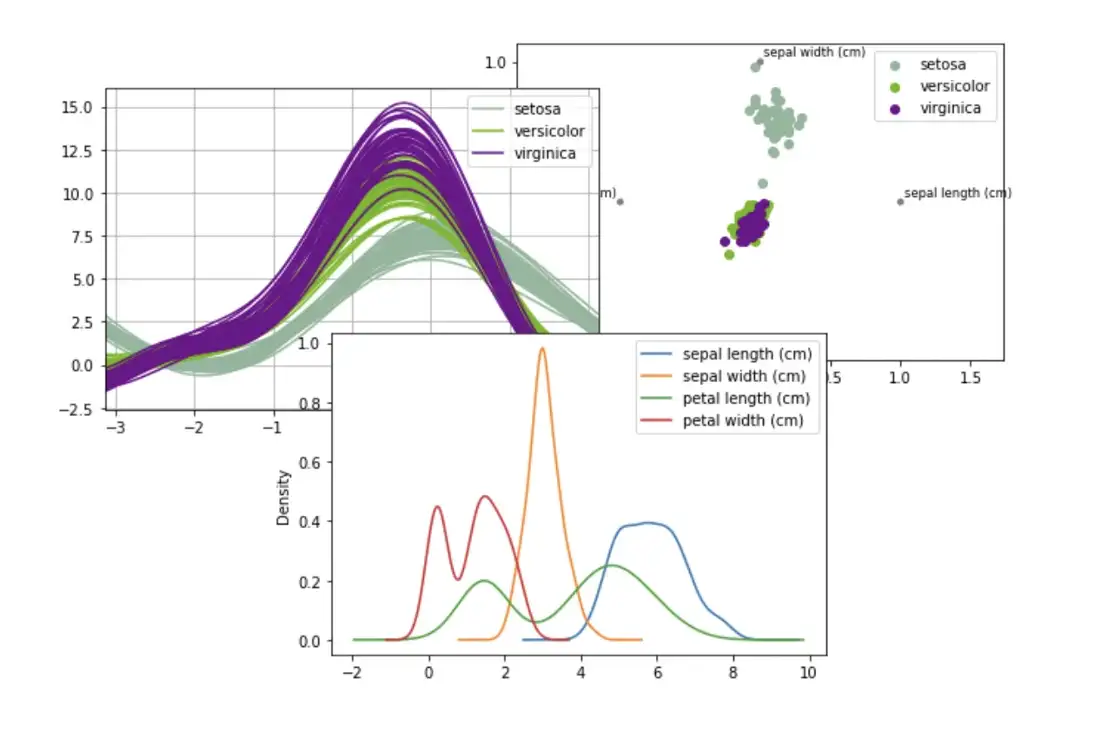 sepal width (cm)
1.0
setosa
versicolor
virginica
m)
sepal length (cm)
.5
1.0
1.5
15.0
12.5
10.0
7.5
5.0
2.5
0.0
−2.5
−3
−2
−1
setosa
versicolor
virginica
1.0
0.8
0.6
0.4
0.2
0.0
Density
sepal length (cm)
sepal width (cm)
petal length (cm)
petal width (cm)
−2
0
2
4
6
8
10